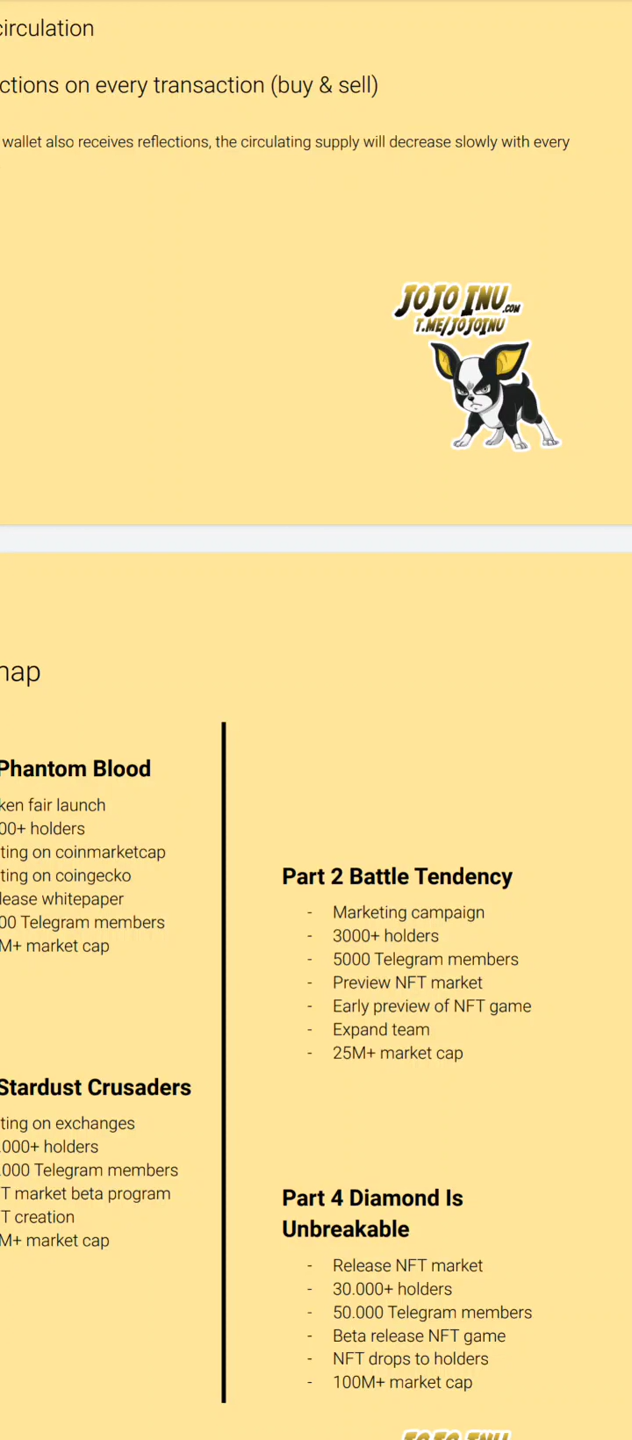 circulation
ctions on every transaction (buy & sell)
wallet also receives reflections, the circulating supply will decrease slowly with every
JOJO INU.COM
T.ME/JOJOINU
map
Phantom Blood
ken fair launch
00+ holders
ting on coinmarketcap
ting on coingecko
lease whitepaper
00 Telegram members
M+ market cap
Part 2 Battle Tendency
- Marketing campaign
- 3000+ holders
- 5000 Telegram members
- Preview NFT market
- Early preview of NFT game
- Expand team
- 25M+ market cap
Stardust Crusaders
ting on exchanges
.000+ holders
.000 Telegram members
T market beta program
T creation
M+ market cap
Part 4 Diamond Is
Unbreakable
- Release NFT market
- 30.000+ holders
- 50.000 Telegram members
- Beta release NFT game
- NFT drops to holders
- 100M+ market cap
JOJO INU